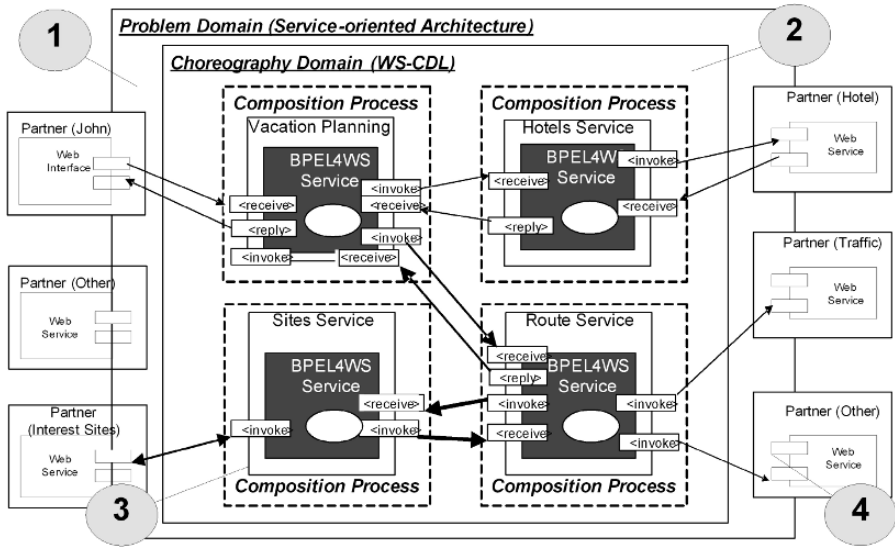 1
Problem Domain (Service-oriented Architecture)
2
Choreography Domain (WS-CDL)
Partner (John)
Web
Interface
Partner (Other)
Web
Service
Partner
(Interest Sites)
Web
Service
Composition Process
Vacation Planning
BPEL4WS
Service
<invoke>
<receive>
<receive>
<reply>
<invoke>
<invoke>
<receive>
Composition Process
Hotels Service
BPEL4WS
Service
<invoke>
<receive>
<receive>
<reply>
Sites Service
BPEL4WS
Service
<receive>
<invoke>
<invoke>
Composition Process
Route Service
<receive>
BPEL4WS
<reply>
Service
<invoke>
<invoke>
<receive>
<invoke>
Composition Process
Partner (Hotel)
Web
Service
Partner (Traffic)
Web
Service
Partner (Other)
Web
Service
3
4